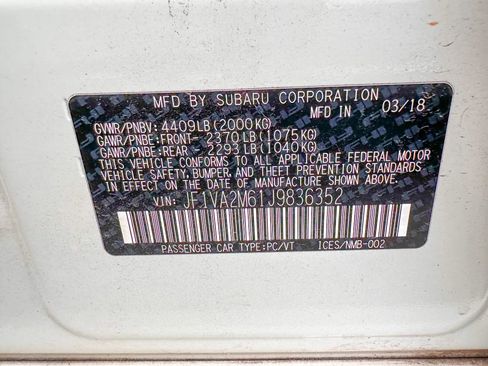 MFD BY SUBARU CORPORATION
MFD IN 03/18
GVWR/PNBV: 4409LB(2000KG)
GAWR/PNBE:FRONT- 2370LB(1075KG)
GAWR/PNBE:REAR 2293LB(1040KG)
THIS VEHICLE CONFORMS TO ALL APPLICABLE FEDERAL MOTOR
VEHICLE SAFETY, BUMPER, AND THEFT PREVENTION STANDARDS
IN EFFECT ON THE DATE OF MANUFACTURE SHOWN ABOVE.
VIN: JF1VA2M61J9836352
PASSENGER CAR TYPE:PC/VT ICES/NMB-002